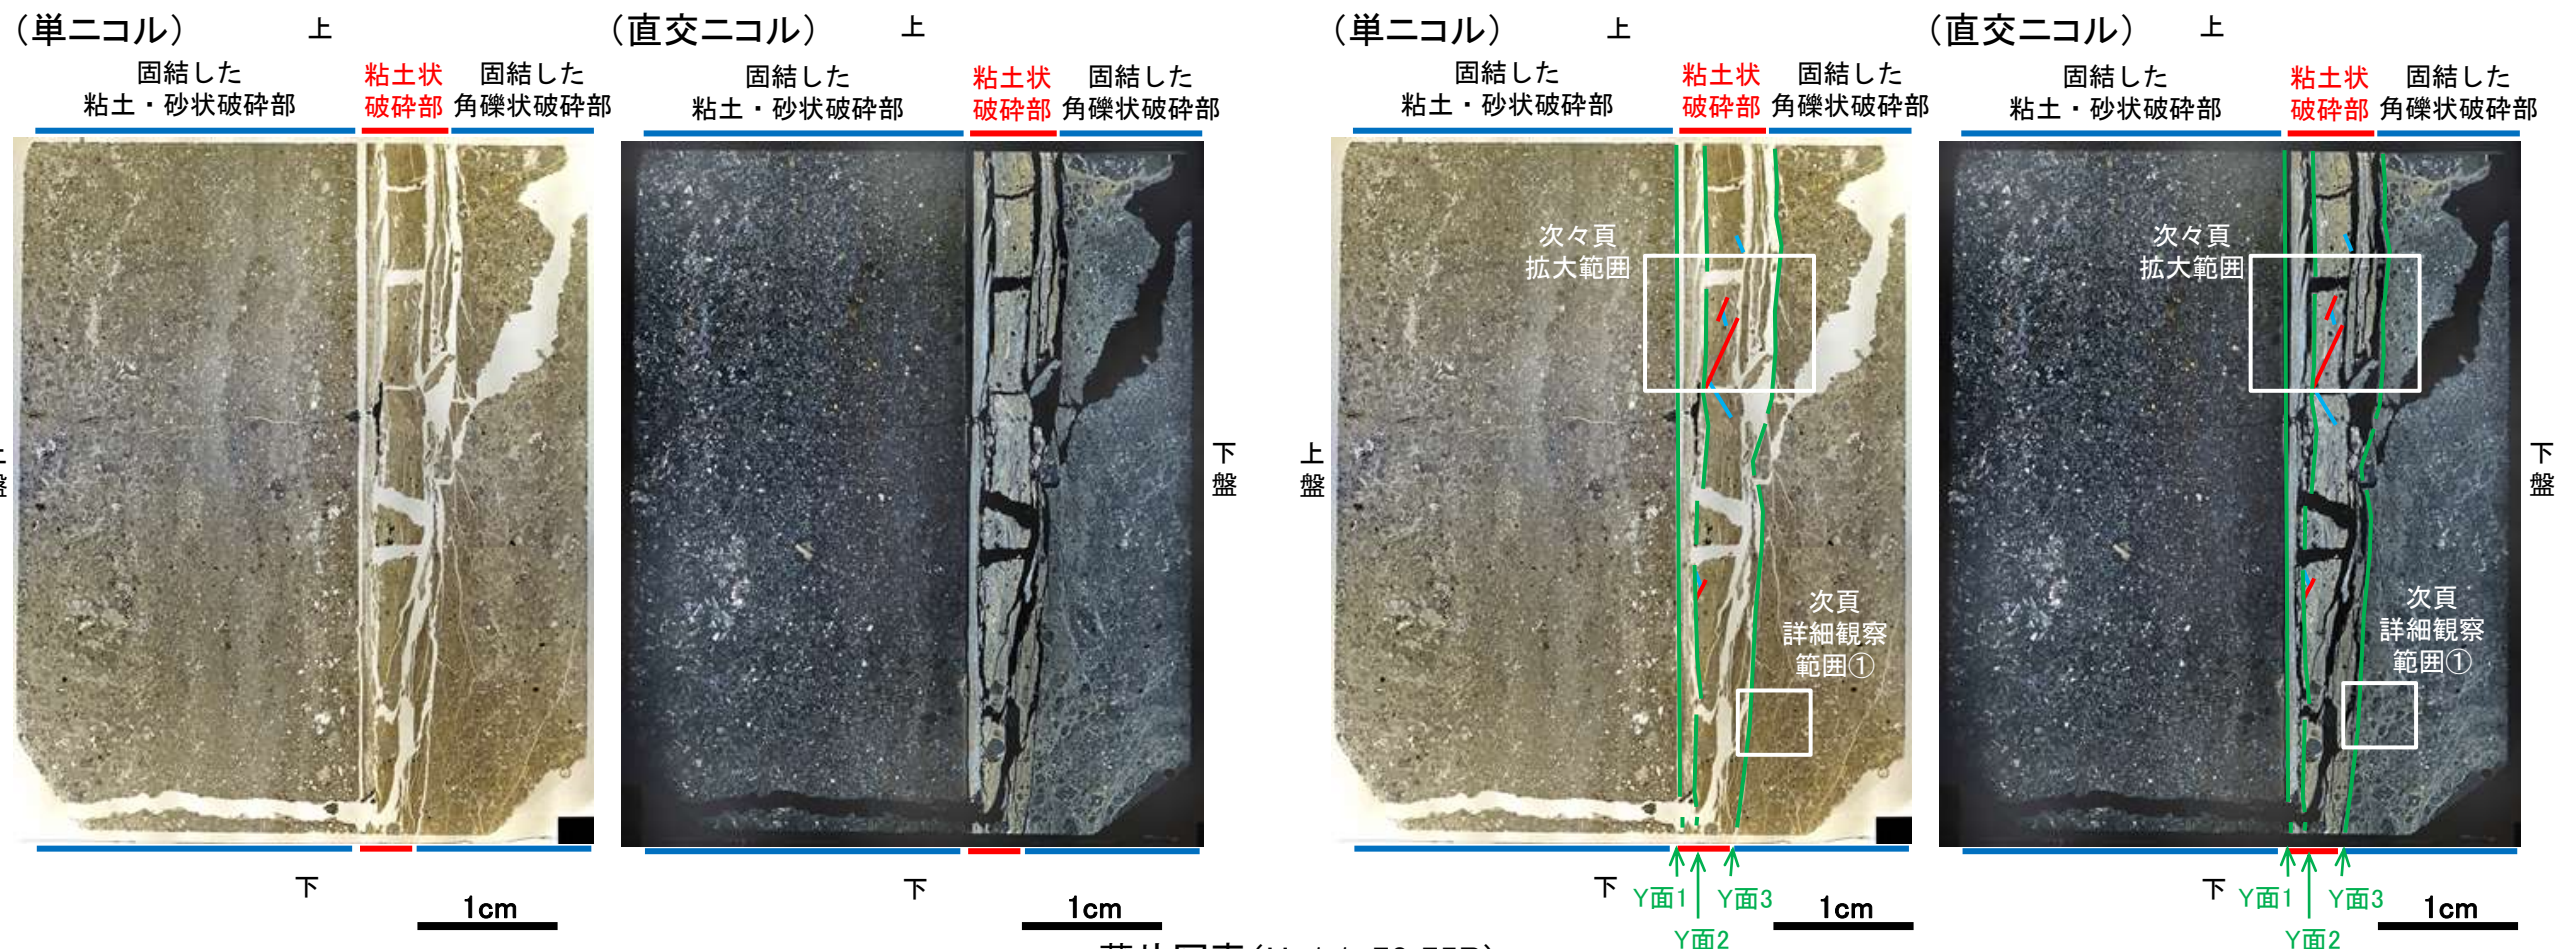 (単ニコル)
上
固結した
粘土・砂状破砕部
粘土状
破砕部
固結した
角礫状破砕部
(直交ニコル)
上
固結した
粘土・砂状破砕部
粘土状
破砕部
固結した
角礫状破砕部
(単ニコル)
上
固結した
粘土・砂状破砕部
粘土状
破砕部
固結した
角礫状破砕部
(直交ニコル)
上
固結した
粘土・砂状破砕部
粘土状
破砕部
固結した
角礫状破砕部
盤
下
盤
上
盤
下
盤
次々頁
拡大範囲
次頁
詳細観察
範囲①
次々頁
拡大範囲
次頁
詳細観察
範囲①
下
1cm
下
1cm
下
Y面1
Y面2
Y面3
1cm
下
Y面1
Y面2
Y面3
1cm